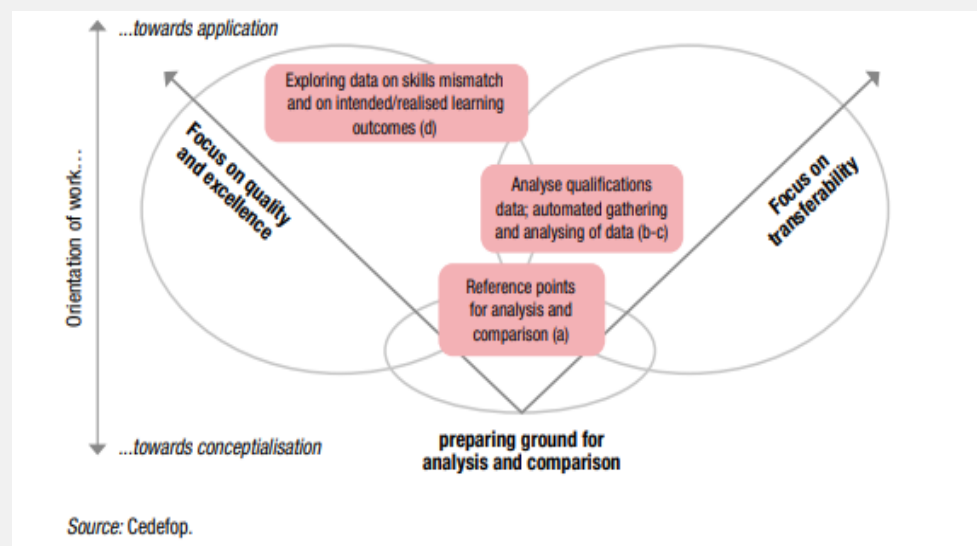 ...towards application
Exploring data on skills mismatch
and on intended/realised learning
outcomes (d)
Focus on quality
and excellence
Orientation of work...
Analyse qualifications
data; automated gathering
and analysing of data (b-c)
Focus on
transferability
Reference points
for analysis and
comparison (a)
...towards conceptialisation
preparing ground for
analysis and comparison
Source: Cedefop.